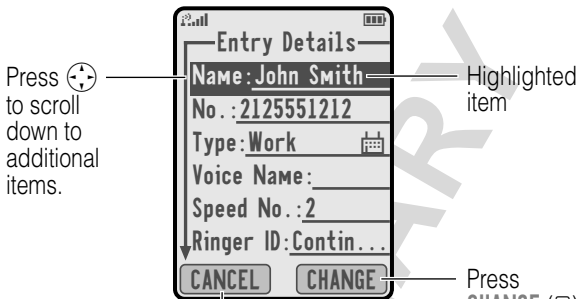 Entry Details
Press
to scroll
down to
additional
items.
Name:John Smith
Highlighted
item
No.:2125551212
Type:Work
Voice Name:
Speed No.:2
Ringer ID:Contin...
CANCEL
CHANGE
Press
CHANGE